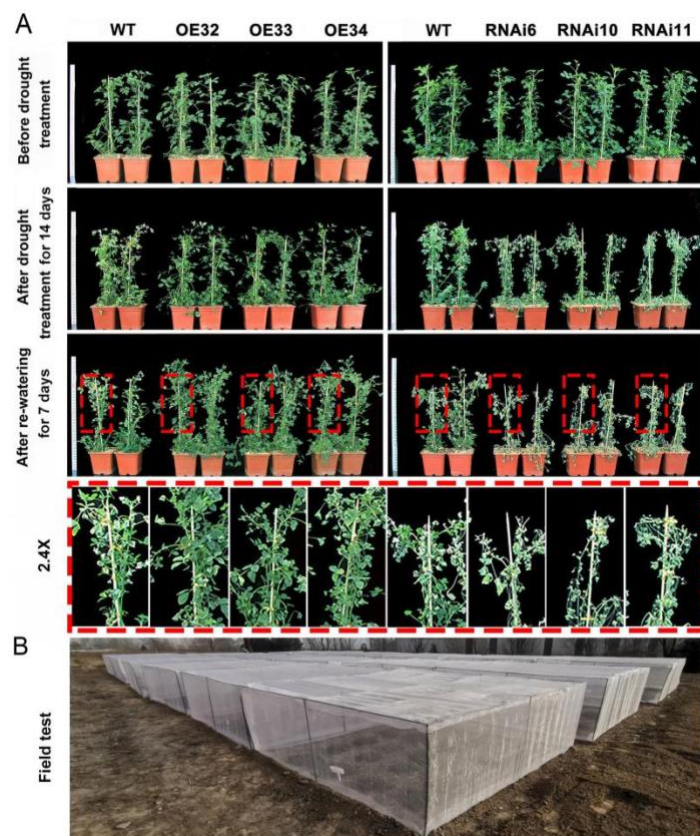 A
WT OE32 OE33 OE34 WT RNAi6 RNAi10 RNAi11
Before drought
treatment
After drought
treatment for 14 days
After re-watering
for 7 days
2.4X
B
Field test